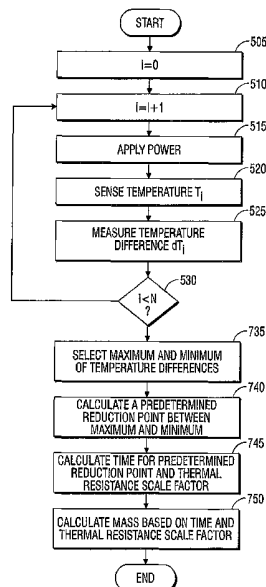 START
505
i=0
510
i=i+1
515
APPLY POWER
520
SENSE TEMPERATURE Ti
525
MEASURE TEMPERATURE
DIFFERENCE dTi
530
i<N
?
735
SELECT MAXIMUM AND MINIMUM
OF TEMPERATURE DIFFERENCES
740
CALCULATE A PREDETERMINED
REDUCTION POINT BETWEEN
MAXIMUM AND MINIMUM
745
CALCULATE TIME FOR PREDETERMINED
REDUCTION POINT AND THERMAL
RESISTANCE SCALE FACTOR
750
CALCULATE MASS BASED ON TIME AND
THERMAL RESISTANCE SCALE FACTOR
END